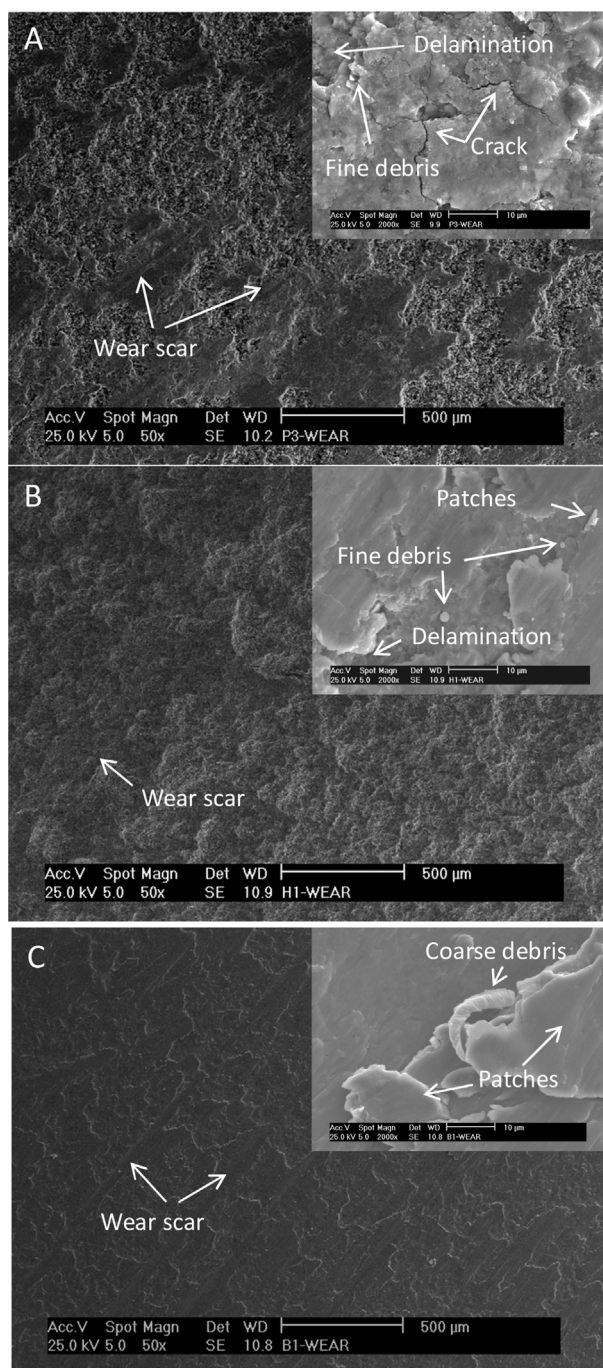 A
Delamination
Fine debris
Crack
Acc.V Spot Magn Det WD 10 µm
25.0 kV 5.0 2000x SE 9.9 P3-WEAR
Wear scar
Acc.V Spot Magn Det WD 500 µm
25.0 kV 5.0 50x SE 10.2 P3-WEAR
B
Patches
Fine debris
Delamination
Acc.V Spot Magn Det WD 10 µm
25.0 kV 5.0 2000x SE 10.9 H1-WEAR
Wear scar
Acc.V Spot Magn Det WD 500 µm
25.0 kV 5.0 50x SE 10.9 H1-WEAR
C
Coarse debris
Patches
Acc.V Spot Magn Det WD 10 µm
25.0 kV 5.0 2000x SE 10.8 B1-WEAR
Wear scar
Acc.V Spot Magn Det WD 500 µm
25.0 kV 5.0 50x SE 10.8 B1-WEAR